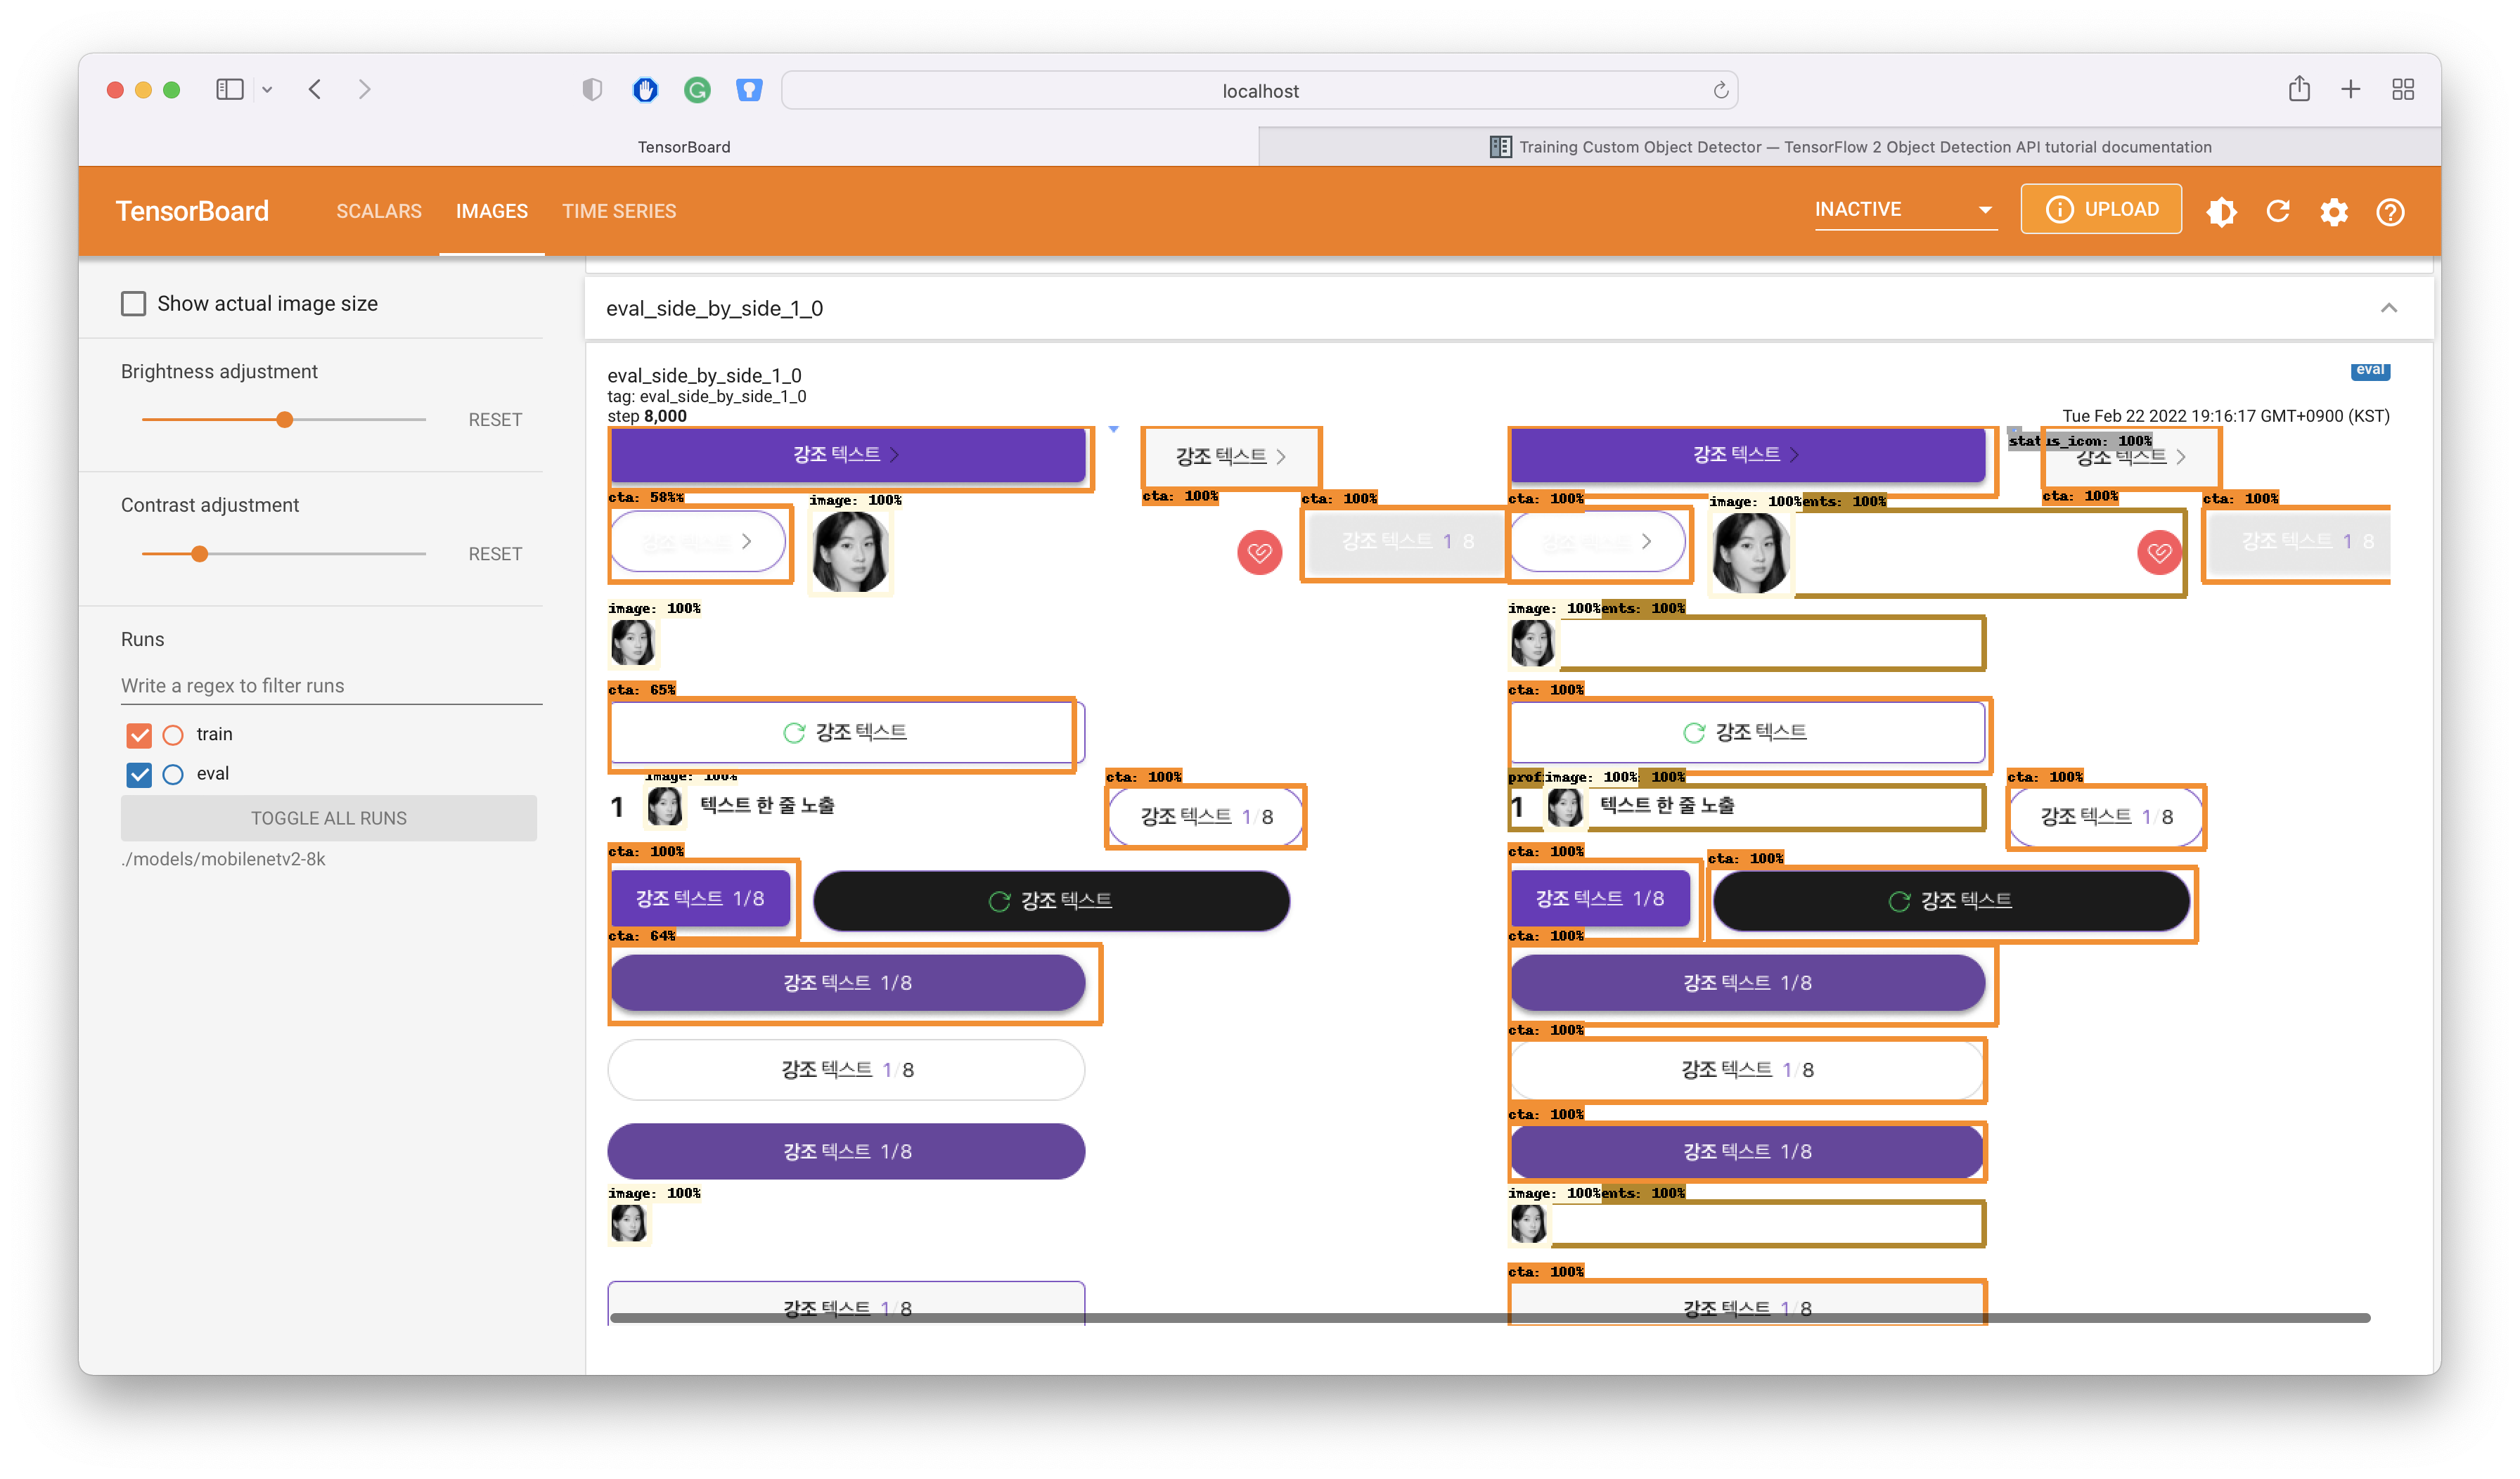 localhost
TensorBoard
Training Custom Object Detector — TensorFlow 2 Object Detection API tutorial documentation
TensorBoard SCALARS IMAGES TIME SERIES INACTIVE UPLOAD
Show actual image size
Brightness adjustment
RESET
Contrast adjustment
RESET
Runs
Write a regex to filter runs
train
eval
TOGGLE ALL RUNS
./models/mobilenetv2-8k
eval_side_by_side_1_0
eval_side_by_side_1_0 eval
tag: eval_side_by_side_1_0
step 8,000 Tue Feb 22 2022 19:16:17 GMT+0900 (KST)
강조 텍스트
강조 텍스트
cta: 58%% image: 100% cta: 100% cta: 100%
강조 텍스트
강조 텍스트 1 8
image: 100%
cta: 65%
강조 텍스트
image: 100% cta: 100%
1 텍스트 한 줄 노출
강조 텍스트 1/8
cta: 100%
강조 텍스트 1/8
강조 텍스트
cta: 64%
강조 텍스트 1/8
강조 텍스트 1/8
강조 텍스트 1/8
image: 100%
강조 텍스트 1/8
강조 텍스트
status_icon: 100%
강조 텍스트
cta: 100% image: 100% ents: 100% cta: 100% cta: 100%
강조 텍스트
강조 텍스트 1 8
image: 100% ents: 100%
cta: 100%
강조 텍스트
prof image: 100% 100% cta: 100%
1 텍스트 한 줄 노출
강조 텍스트 1/8
cta: 100% cta: 100%
강조 텍스트 1/8
강조 텍스트
cta: 100%
강조 텍스트 1/8
cta: 100%
강조 텍스트 1/8
cta: 100%
강조 텍스트 1/8
image: 100% ents: 100%
cta: 100%
강조 텍스트 1/8